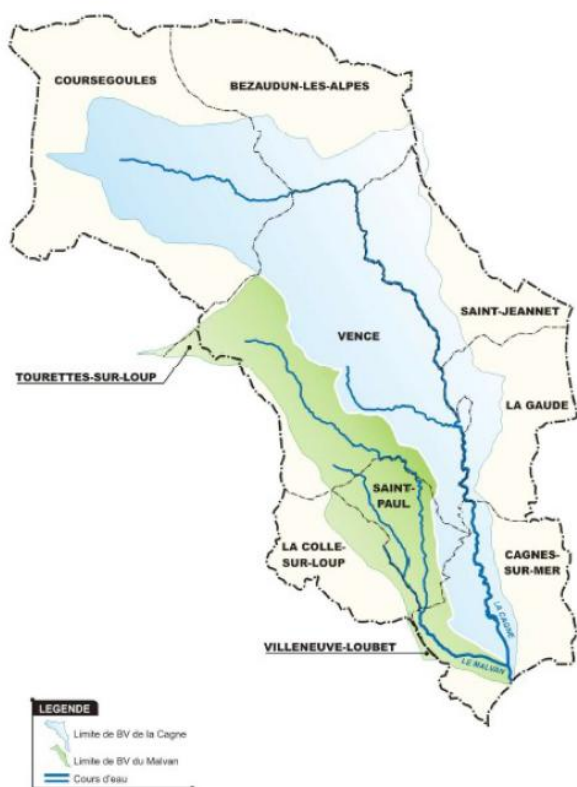 COURSEGOULES
BEZAUDUN-LES-ALPES
SAINT-JEANNET
VENCE
TOURETTES-SUR-LOUP
LA GAUDE
SAINT-
PAUL
LA COLLE-
SUR-LOUP
CAGNES-
SUR-MER
LA CAGNE
VILLENEUVE-LOUBET
LE MALVAN
LEGENDE
Limite de BV de la Cagne
Limite de BV du Malvan
Cours d'eau